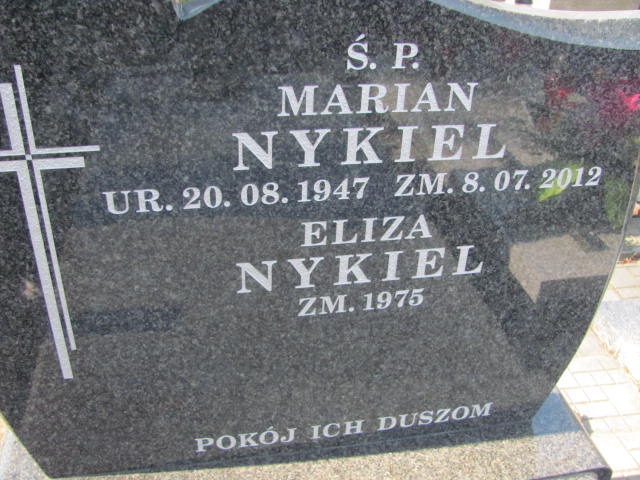 Ś. P.
MARIAN
NYKIEL
UR. 20. 08. 1947 ZM. 8. 07. 2012
ELIZA
NYKIEL
ZM. 1975
POKÓJ ICH DUSZOM